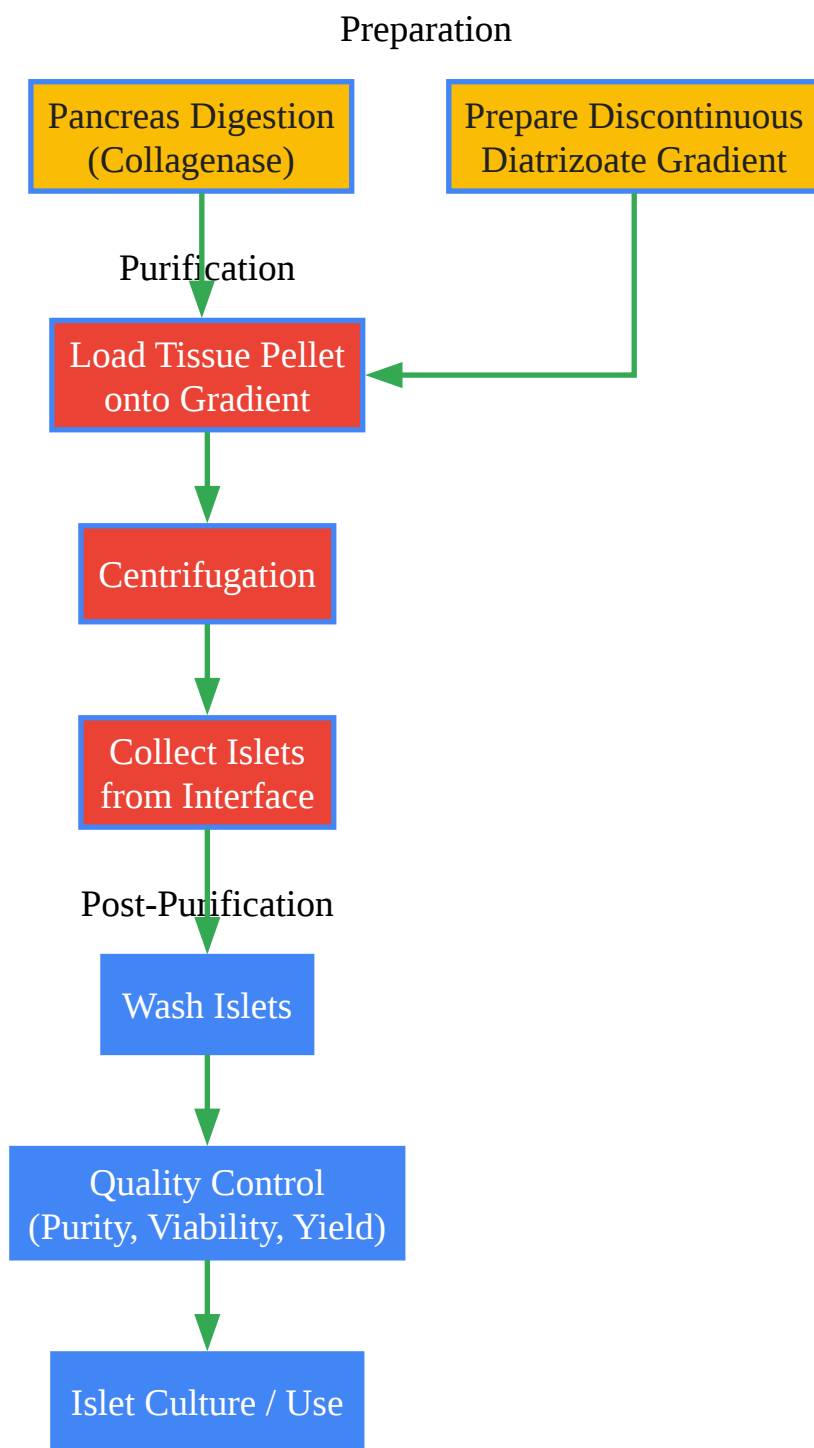 Preparation
Pancreas Digestion
(Collagenase)
Prepare Discontinuous
Diatrizoate Gradient
Purification
Load Tissue Pellet
onto Gradient
Centrifugation
Collect Islets
from Interface
Post-Purification
Wash Islets
Quality Control
(Purity, Viability, Yield)
Islet Culture / Use